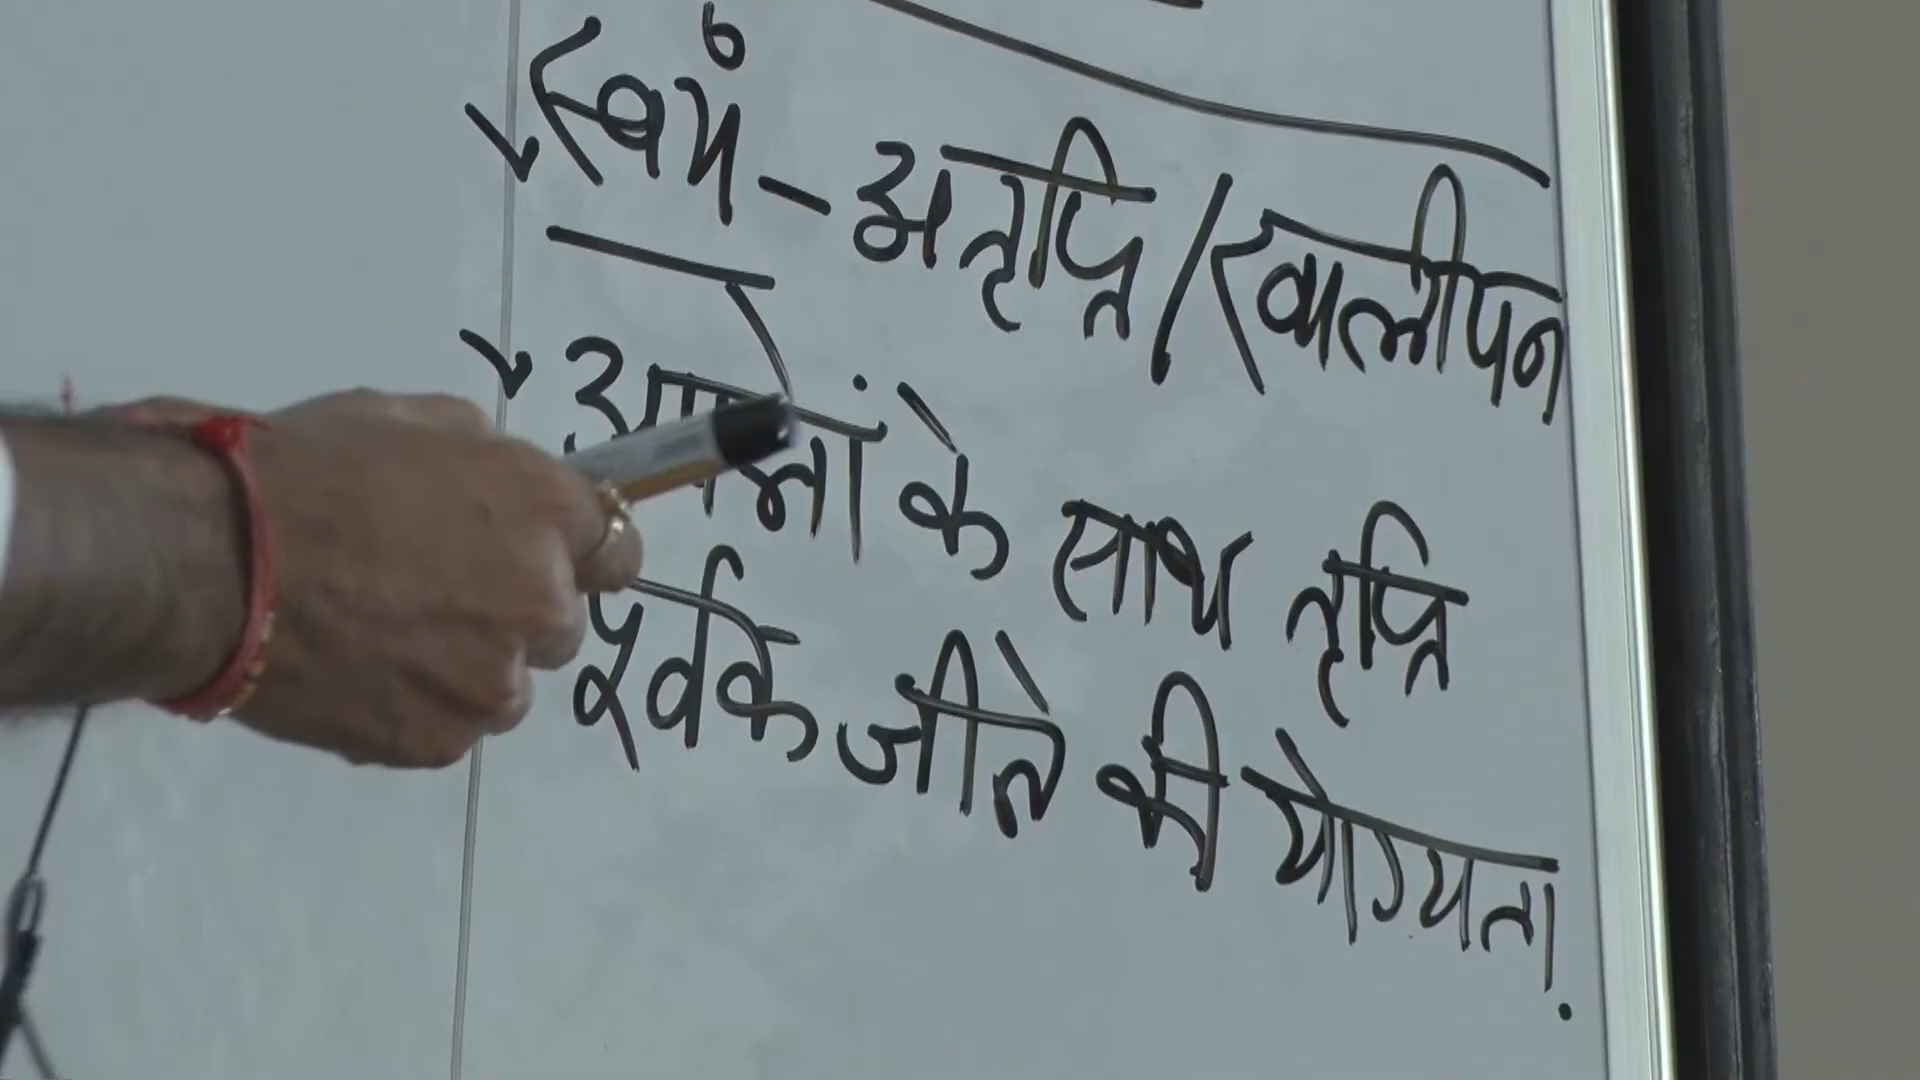 स्वयं - अतृप्ति / खालीपन
के साथ तृप्ति
पूर्वक जीने की योग्यता.